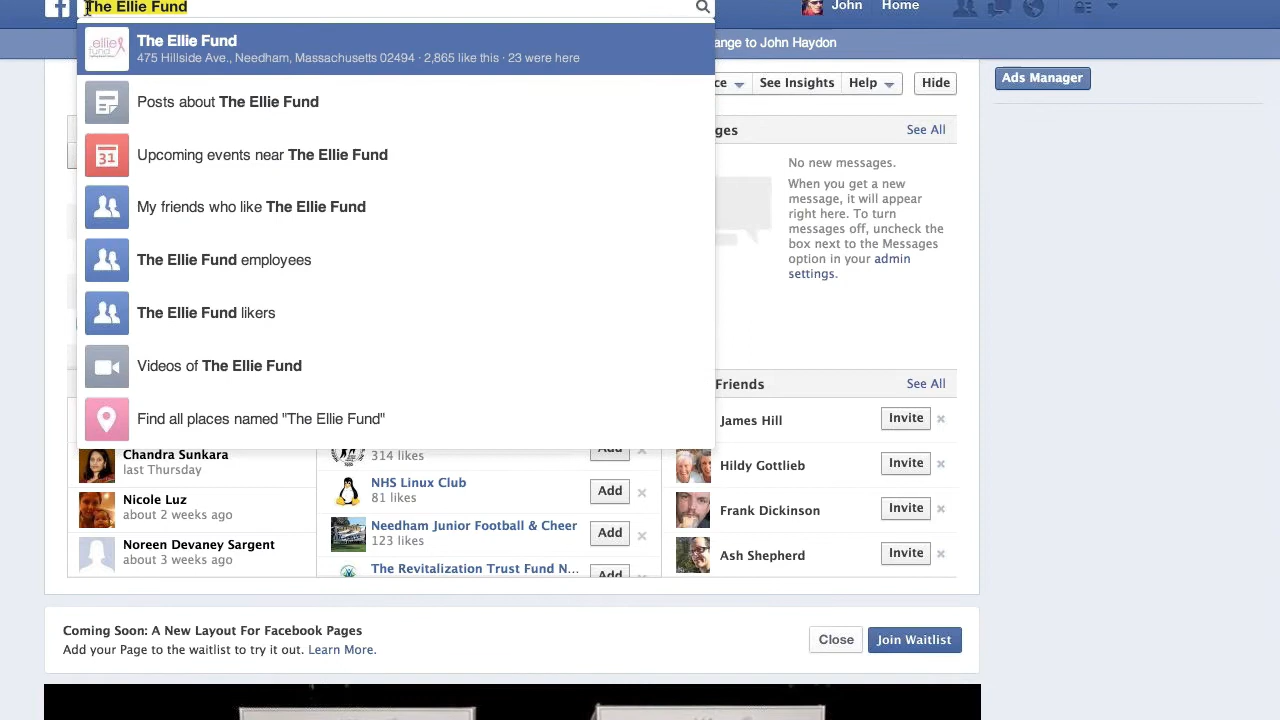 The Ellie Fund
John
Home
The Ellie Fund
475 Hillside Ave., Needham, Massachusetts 02494 · 2,865 like this · 23 were here
ange to John Haydon
Posts about The Ellie Fund
Upcoming events near The Ellie Fund
My friends who like The Ellie Fund
The Ellie Fund employees
The Ellie Fund likers
Videos of The Ellie Fund
Find all places named "The Ellie Fund"
ce
See Insights
Help
Hide
Ads Manager
ges
See All
No new messages.
When you get a new
message, it will appear
right here. To turn
messages off, uncheck the
box next to the Messages
option in your admin
settings.
Friends
See All
James Hill
Invite
Hildy Gottlieb
Invite
Frank Dickinson
Invite
Ash Shepherd
Invite
Chandra Sunkara
last Thursday
Nicole Luz
about 2 weeks ago
Noreen Devaney Sargent
about 3 weeks ago
314 likes
Add
NHS Linux Club
81 likes
Add
Needham Junior Football & Cheer
123 likes
Add
The Revitalization Trust Fund N...
Add
Coming Soon: A New Layout For Facebook Pages
Add your Page to the waitlist to try it out. Learn More.
Close
Join Waitlist